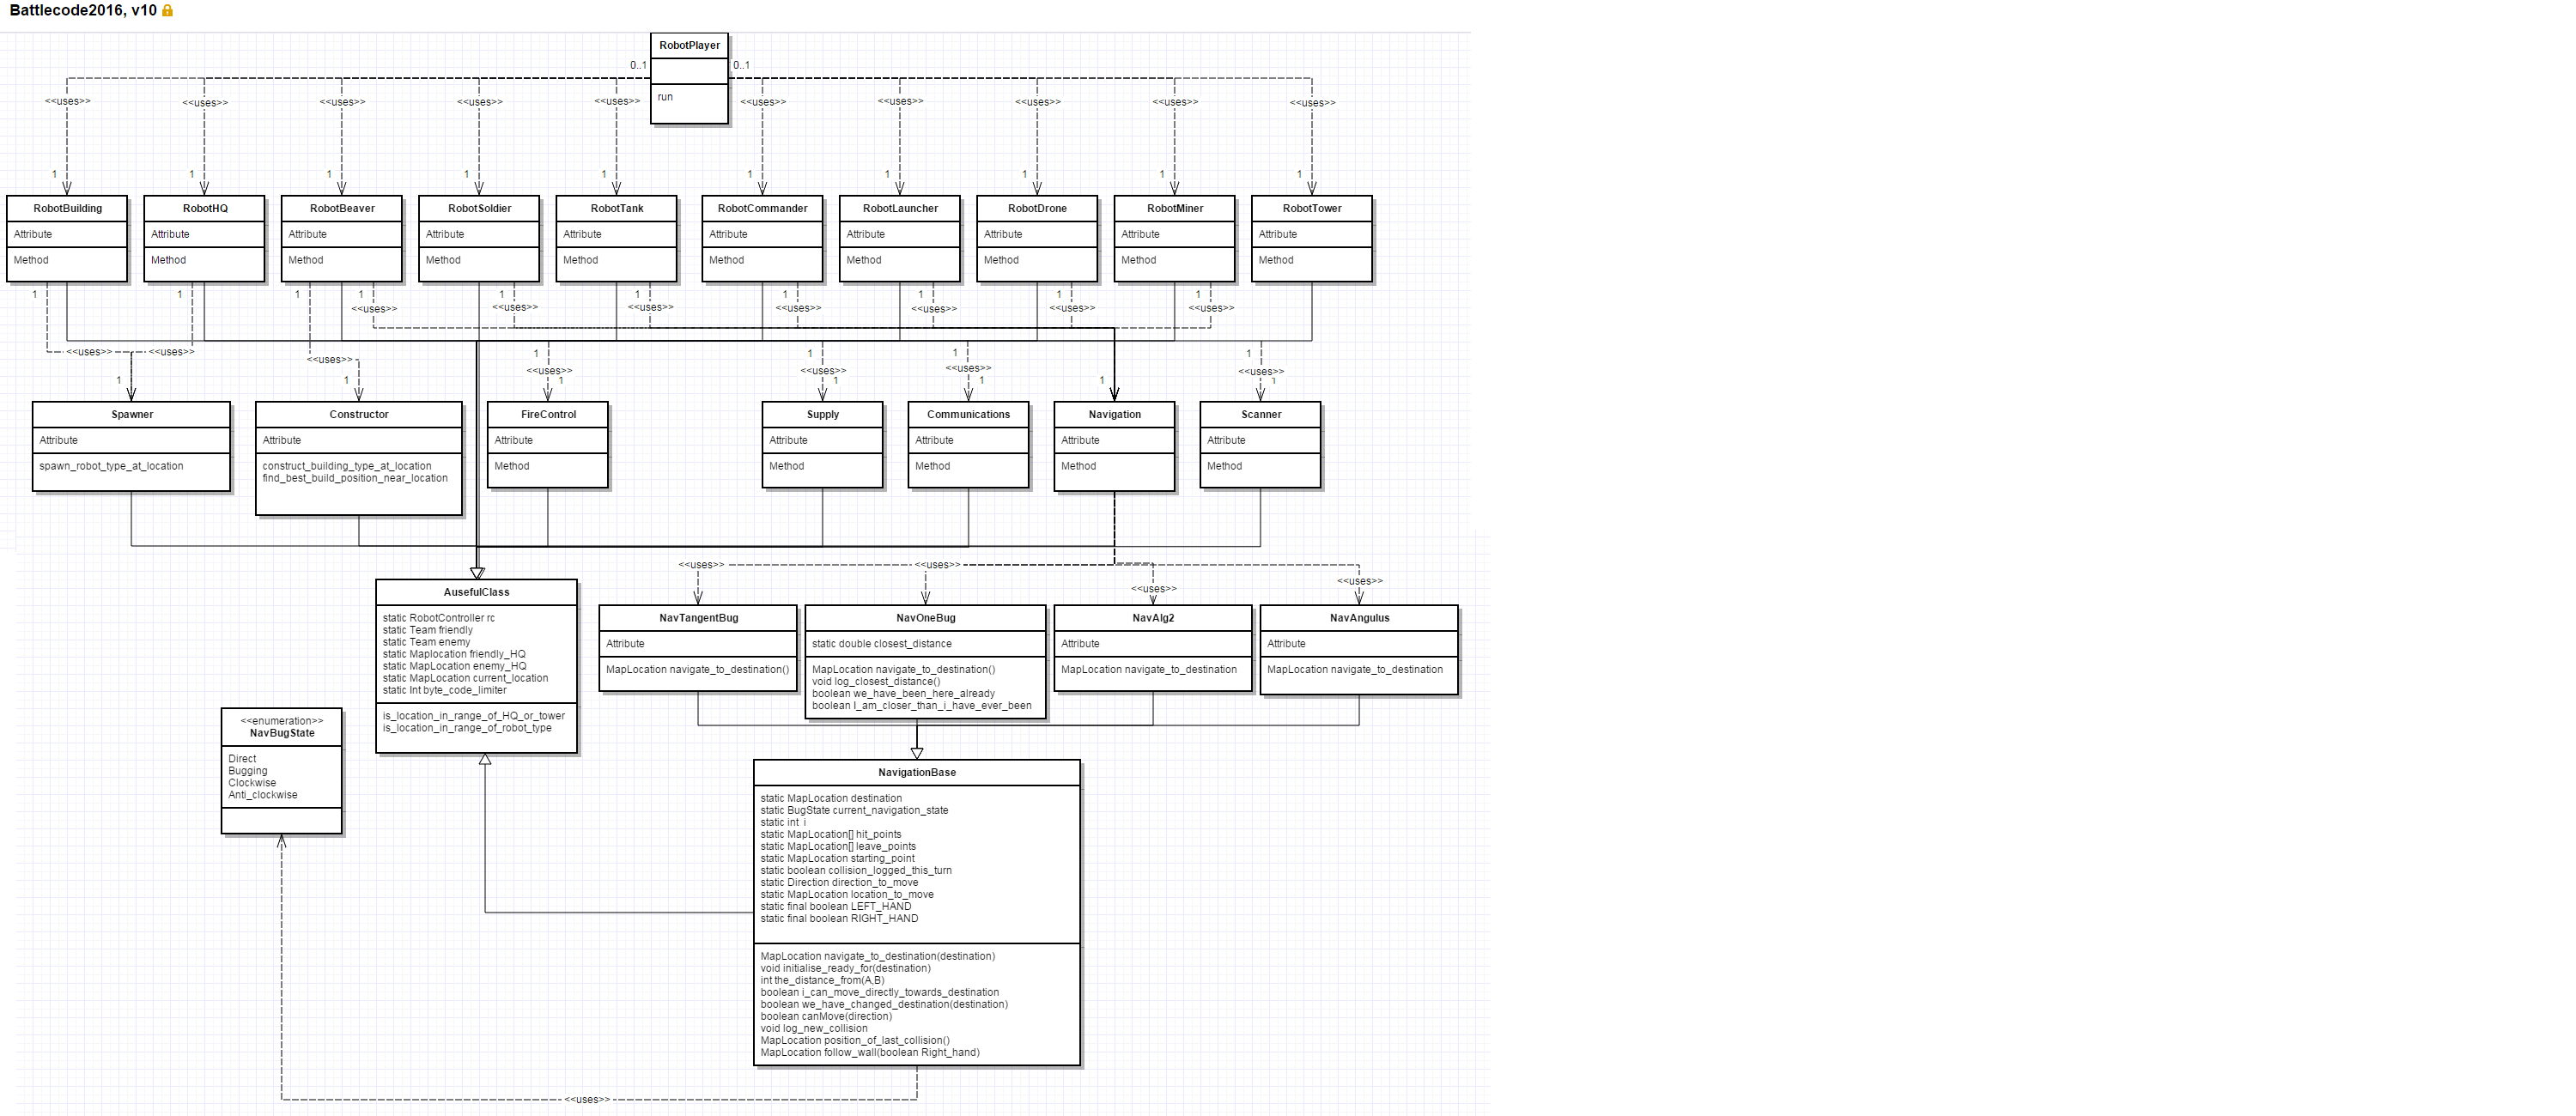 Battlecode2016, v10
RobotPlayer
run
0..1
0..1
<<uses>>
<<uses>>
<<uses>>
<<uses>>
<<uses>>
<<uses>>
<<uses>>
<<uses>>
<<uses>>
<<uses>>
1
1
1
1
1
1
1
1
1
1
RobotBuilding
Attribute
Method
RobotHQ
Attribute
Method
RobotBeaver
Attribute
Method
RobotSoldier
Attribute
Method
RobotTank
Attribute
Method
RobotCommander
Attribute
Method
RobotLauncher
Attribute
Method
RobotDrone
Attribute
Method
RobotMiner
Attribute
Method
RobotTower
Attribute
Method
1
1
1
1
1
1
1
1
1
1
<<uses>>
<<uses>>
<<uses>>
<<uses>>
<<uses>>
<<uses>>
<<uses>>
<<uses>>
<<uses>>
<<uses>>
1
<<uses>>
1
<<uses>>
1
<<uses>>
1
<<uses>>
1
1
1
1
1
1
1
Spawner
Attribute
spawn_robot_type_at_location
Constructor
Attribute
construct_building_type_at_location
find_best_build_position_near_location
FireControl
Attribute
Method
Supply
Attribute
Method
Communications
Attribute
Method
Navigation
Attribute
Method
Scanner
Attribute
Method
<<uses>>
<<uses>>
<<uses>>
<<uses>>
AusefulClass
static RobotController rc
static Team friendly
static Team enemy
static Maplocation friendly_HQ
static MapLocation enemy_HQ
static MapLocation current_location
static Int byte_code_limiter
is_location_in_range_of_HQ_or_tower
is_location_in_range_of_robot_type
NavTangentBug
Attribute
MapLocation navigate_to_destination()
NavOneBug
static double closest_distance
MapLocation navigate_to_destination()
void log_closest_distance()
boolean we_have_been_here_already
boolean I_am_closer_than_i_have_ever_been
NavAlg2
Attribute
MapLocation navigate_to_destination
NavAngulus
Attribute
MapLocation navigate_to_destination
<<enumeration>>
NavBugState
Direct
Bugging
Clockwise
Anti_clockwise
NavigationBase
static MapLocation destination
static BugState current_navigation_state
static int i
static MapLocation[] hit_points
static MapLocation[] leave_points
static MapLocation starting_point
static boolean collision_logged_this_turn
static Direction direction_to_move
static MapLocation location_to_move
static final boolean LEFT_HAND
static final boolean RIGHT_HAND
MapLocation navigate_to_destination(destination)
void initialise_ready_for(destination)
int the_distance_from(A,B)
boolean i_can_move_directly_towards_destination
boolean we_have_changed_destination(destination)
boolean canMove(direction)
void log_new_collision
MapLocation position_of_last_collision()
MapLocation follow_wall(boolean Right_hand)
<<uses>>